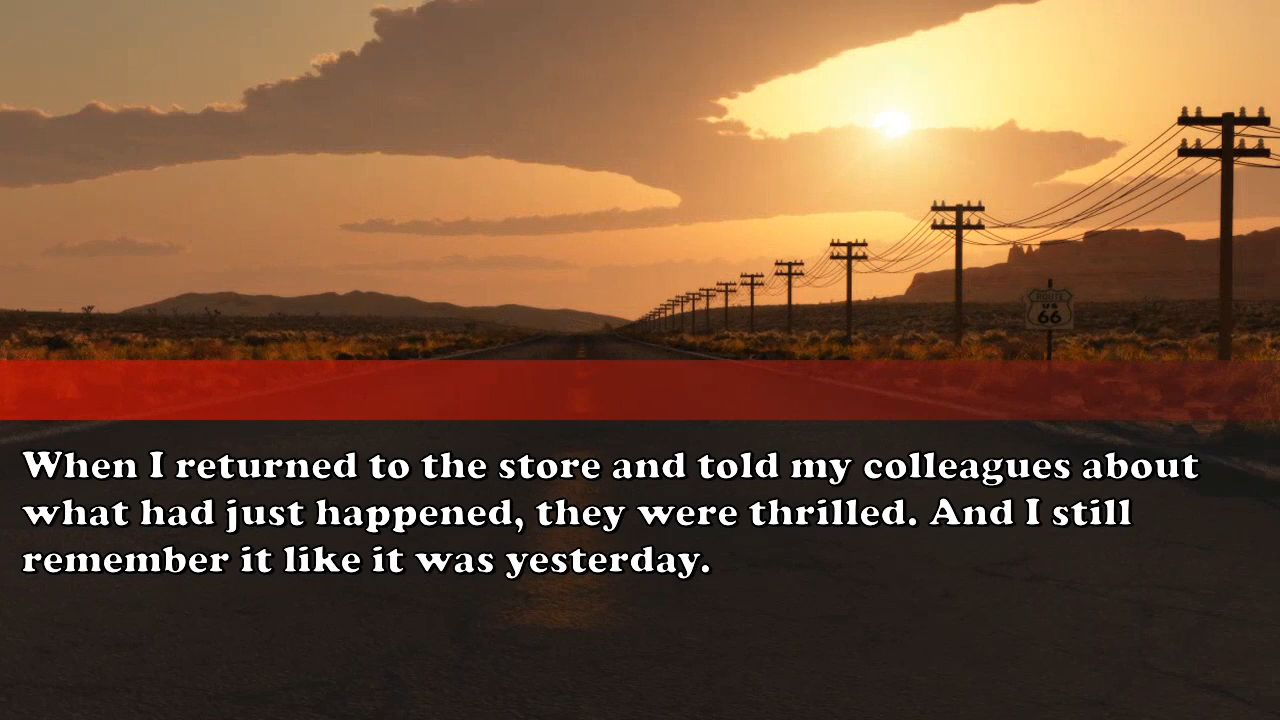 ROUTE
US
66
When I returned to the store and told my colleagues about
what had just happened, they were thrilled. And I still
remember it like it was yesterday.